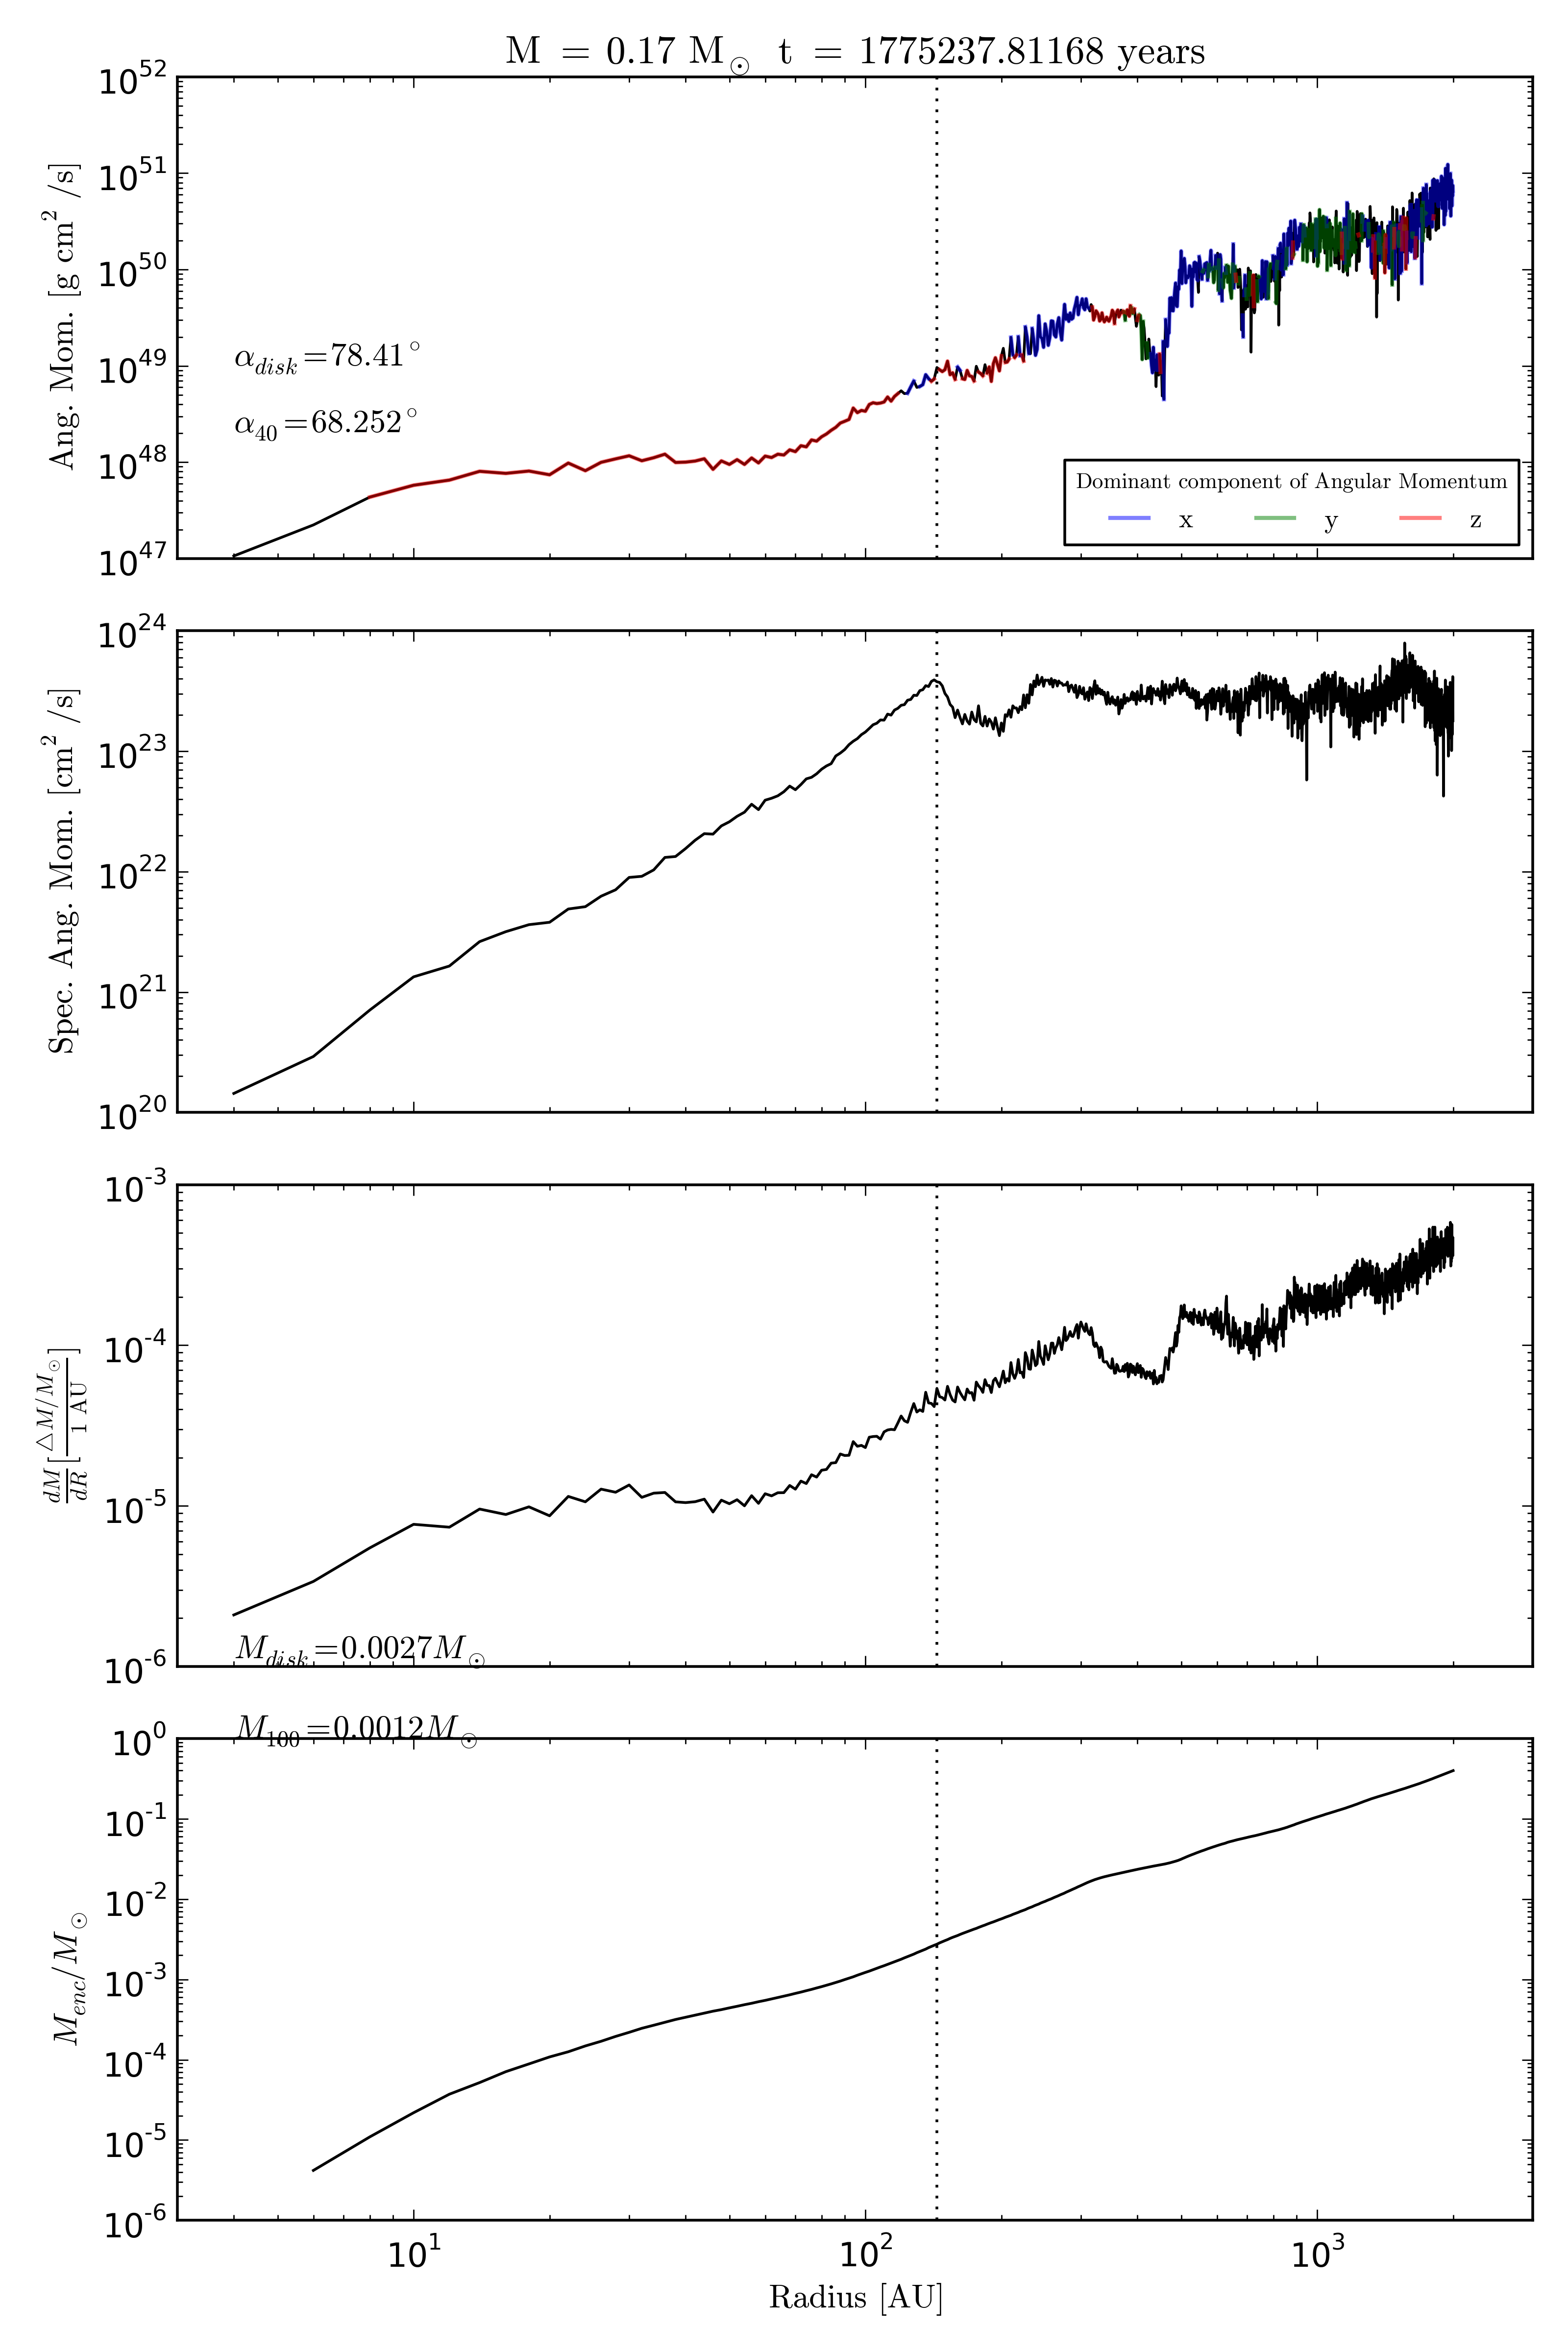 M = 0.17 M⊙ t = 1775237.81168 years
10^52
10^51
10^50
10^49
10^48
10^47
Ang. Mom. [g cm^2 /s]
α_disk=78.41°
α_40=68.252°
Dominant component of Angular Momentum
x y z
10^24
10^23
10^22
10^21
10^20
Spec. Ang. Mom. [cm^2 /s]
10^-3
10^-4
10^-5
10^-6
dM/dR [△M/M⊙ / 1 AU]
M_disk=0.0027M⊙
M_100=0.0012M⊙
10^0
10^-1
10^-2
10^-3
10^-4
10^-5
10^-6
M_enc/M⊙
10^1 10^2 10^3
Radius [AU]